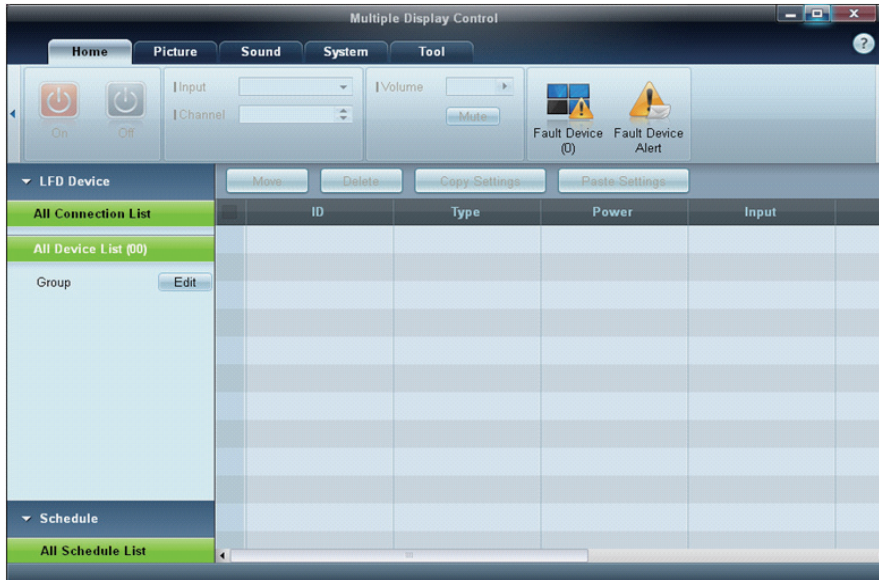 Multiple Display Control
Home Picture Sound System Tool ?
Input
Channel
On Off
Volume
Mute
Fault Device
(0)
Fault Device
Alert
LFD Device
All Connection List
All Device List (00)
Group Edit
Move Delete Copy Settings Paste Settings
ID Type Power Input
Schedule
All Schedule List